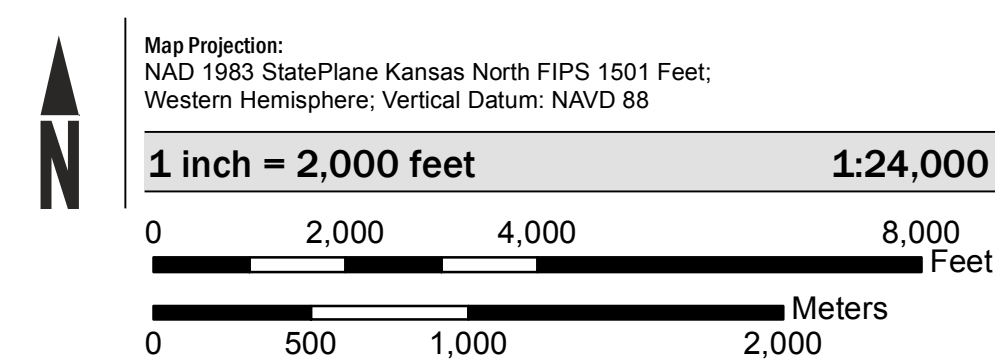 N
Map Projection:
NAD 1983 StatePlane Kansas North FIPS 1501 Feet;
Western Hemisphere; Vertical Datum: NAVD 88
1 inch = 2,000 feet 1:24,000
0 2,000 4,000 8,000
Feet
Meters
0 500 1,000 2,000